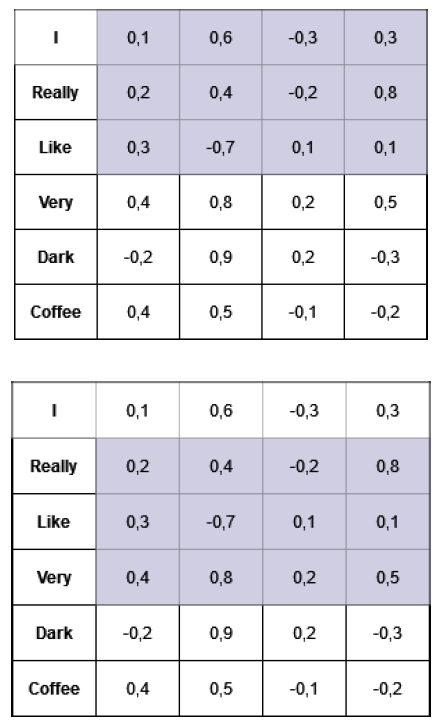 I 0,1 0,6 -0,3 0,3
Really 0,2 0,4 -0,2 0,8
Like 0,3 -0,7 0,1 0,1
Very 0,4 0,8 0,2 0,5
Dark -0,2 0,9 0,2 -0,3
Coffee 0,4 0,5 -0,1 -0,2
I 0,1 0,6 -0,3 0,3
Really 0,2 0,4 -0,2 0,8
Like 0,3 -0,7 0,1 0,1
Very 0,4 0,8 0,2 0,5
Dark -0,2 0,9 0,2 -0,3
Coffee 0,4 0,5 -0,1 -0,2